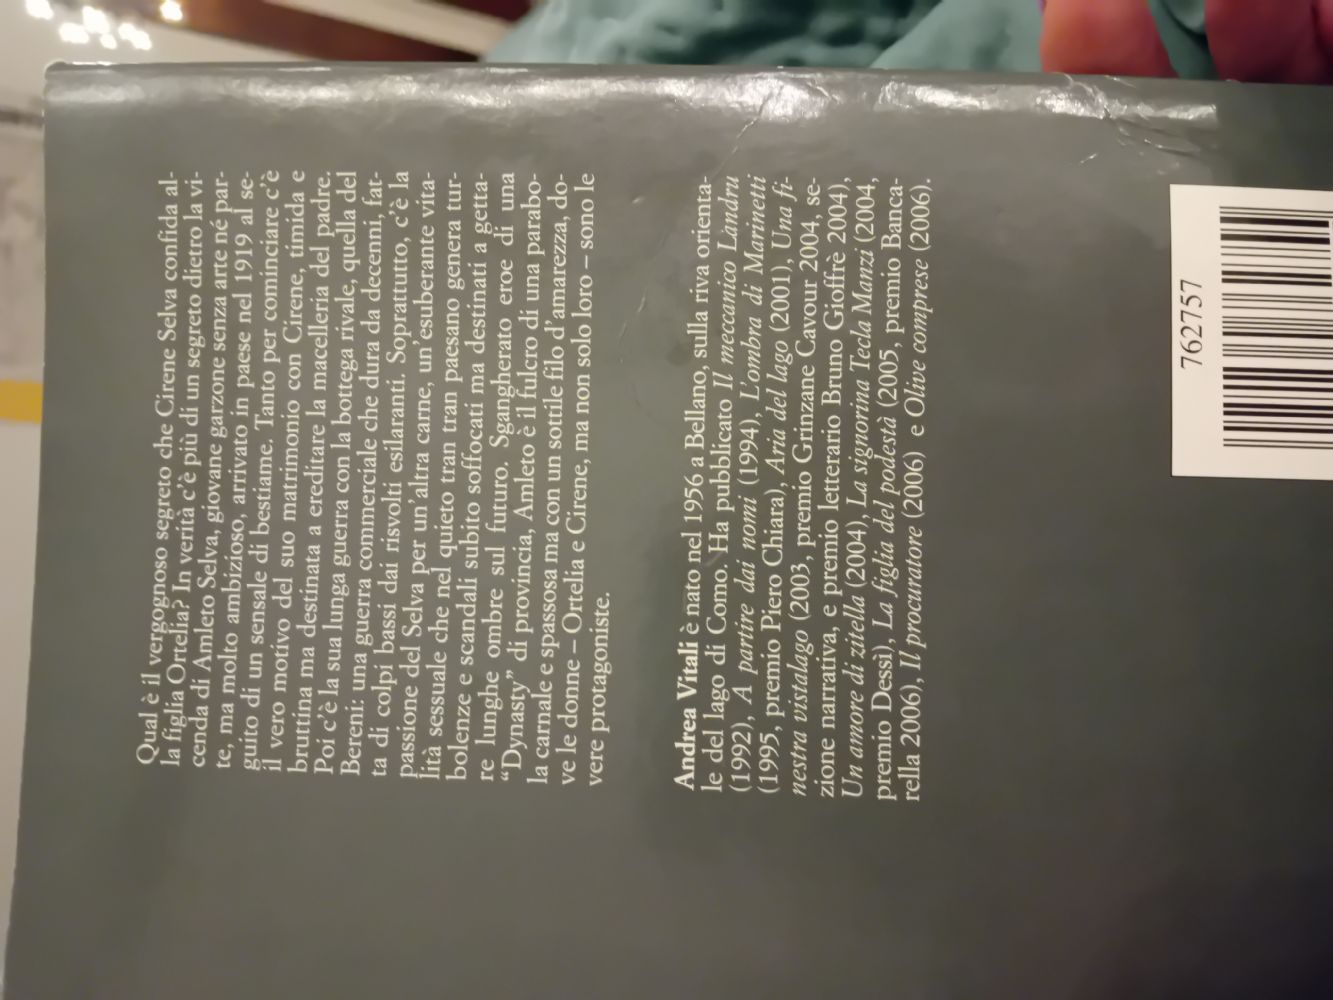 Qual è il vergognoso segreto che Cirene Selva confida al-
la figlia Ortelia? In verità c'è più di un segreto dietro la vi-
cenda di Amleto Selva, giovane garzone senza arte né par-
te, ma molto ambizioso, arrivato in paese nel 1919 al se-
guito di un sensale di bestiame. Tanto per cominciare c'è
il vero motivo del suo matrimonio con Cirene, timida e
bruttina ma destinata a ereditare la macelleria del padre.
Poi c'è la sua lunga guerra con la bottega rivale, quella del
Bereni: una guerra commerciale che dura da decenni, fat-
ta di colpi bassi dai risvolti esilaranti. Soprattutto, c'è la
passione del Selva per un'altra carne, un'esuberante vita-
lità sessuale che nel quieto tran tran paesano genera tur-
bolenze e scandali subito soffocati ma destinati a getta-
re lunghe ombre sul futuro. Sgangherato eroe di una
“Dynasty” di provincia, Amleto è il fulcro di una parabo-
la carnale e spassosa ma con un sottile filo d'amarezza, do-
ve le donne – Ortelia e Cirene, ma non solo loro – sono le
vere protagoniste.
Andrea Vitali è nato nel 1956 a Bellano, sulla riva orienta-
le del lago di Como. Ha pubblicato Il meccanico Landru
(1992), A partire dai nomi (1994), L'ombra di Marinetti
(1995, premio Piero Chiara), Aria del lago (2001), Una fi-
nestra vistalago (2003, premio Grinzane Cavour 2004, se-
zione narrativa, e premio letterario Bruno Gioffrè 2004),
Un amore di zitella (2004), La signorina Tecla Manzi (2004,
premio Dessì), La figlia del podestà (2005, premio Banca-
rella 2006), Il procuratore (2006) e Olive comprese (2006).
762757